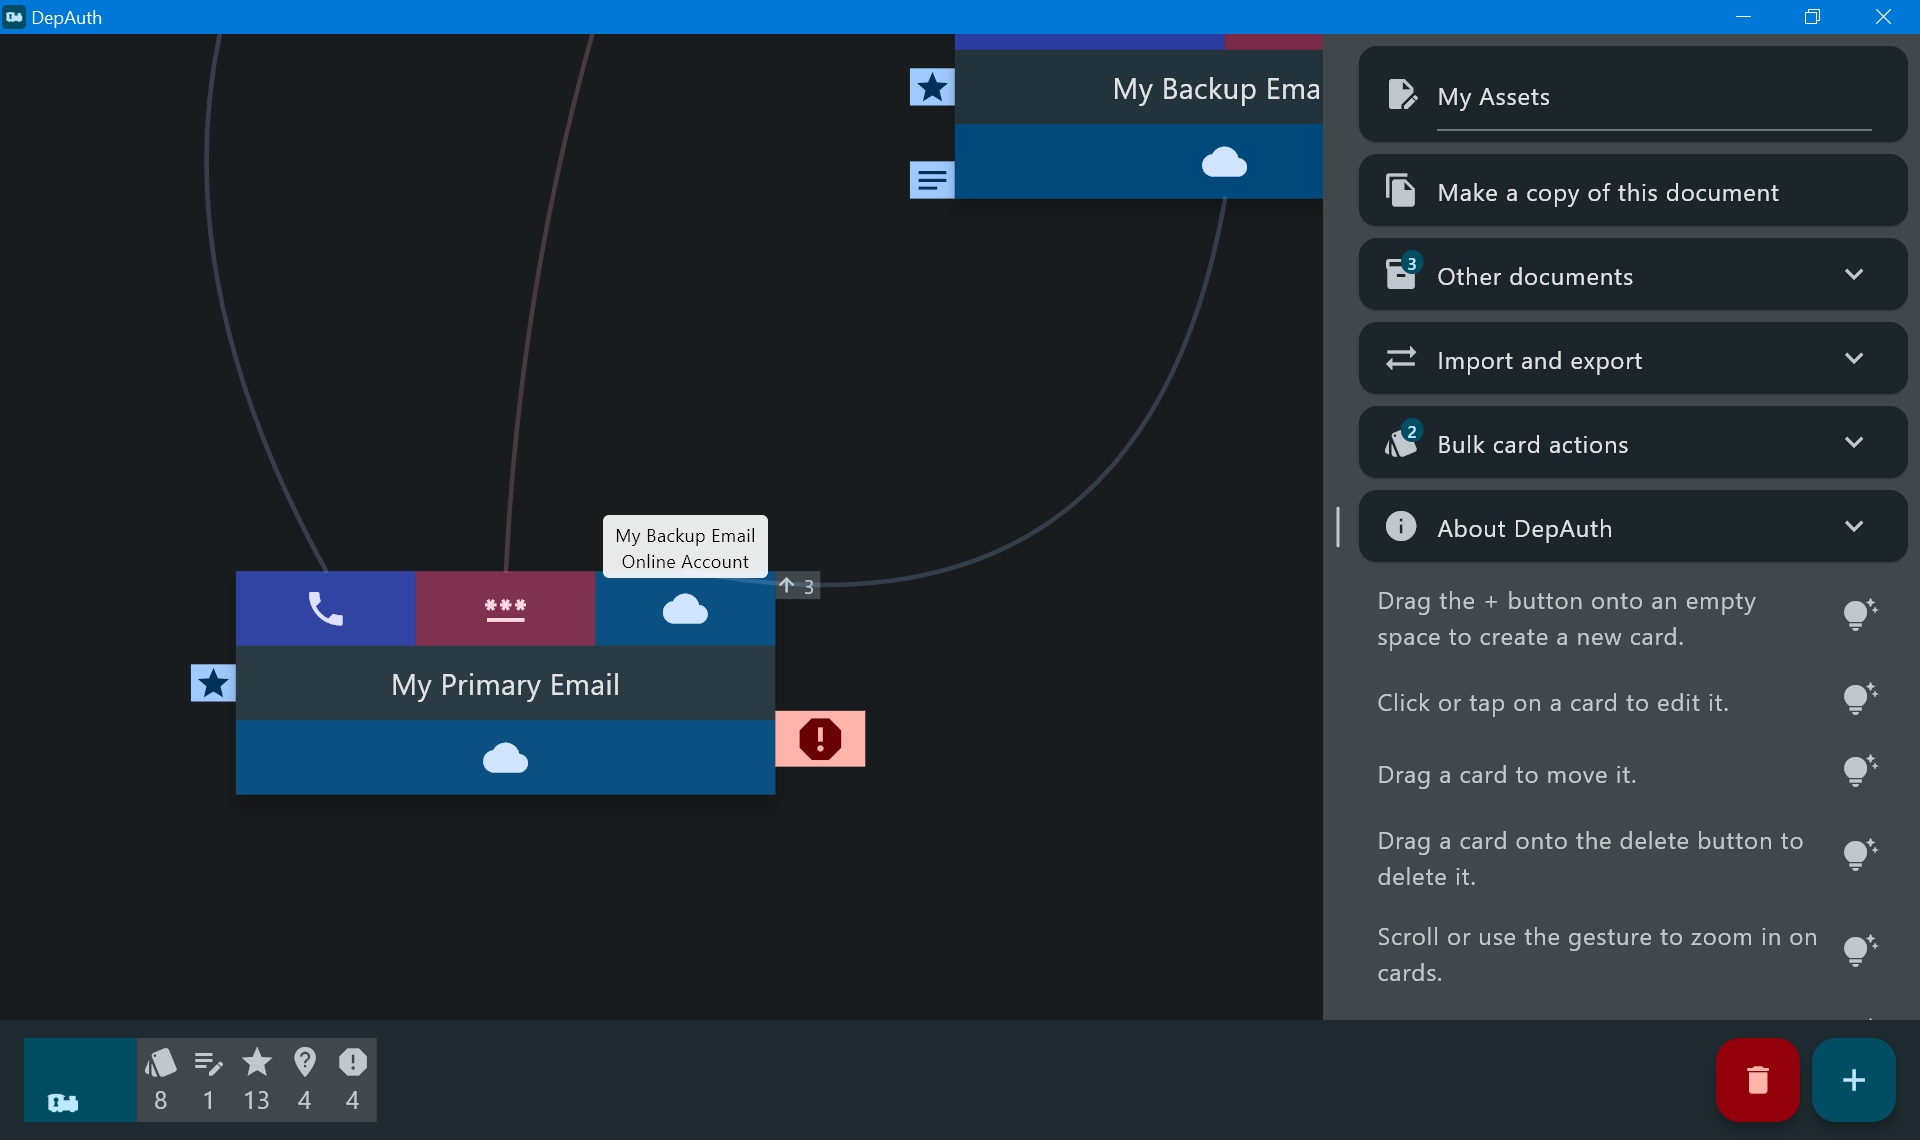 DepAuth
My Backup Ema
My Backup Email
Online Account
3
***
My Primary Email
My Assets
Make a copy of this document
3
Other documents
Import and export
2
Bulk card actions
About DepAuth
Drag the + button onto an empty
space to create a new card.
Click or tap on a card to edit it.
Drag a card to move it.
Drag a card onto the delete button to
delete it.
Scroll or use the gesture to zoom in on
cards.
8 1 13 4 4